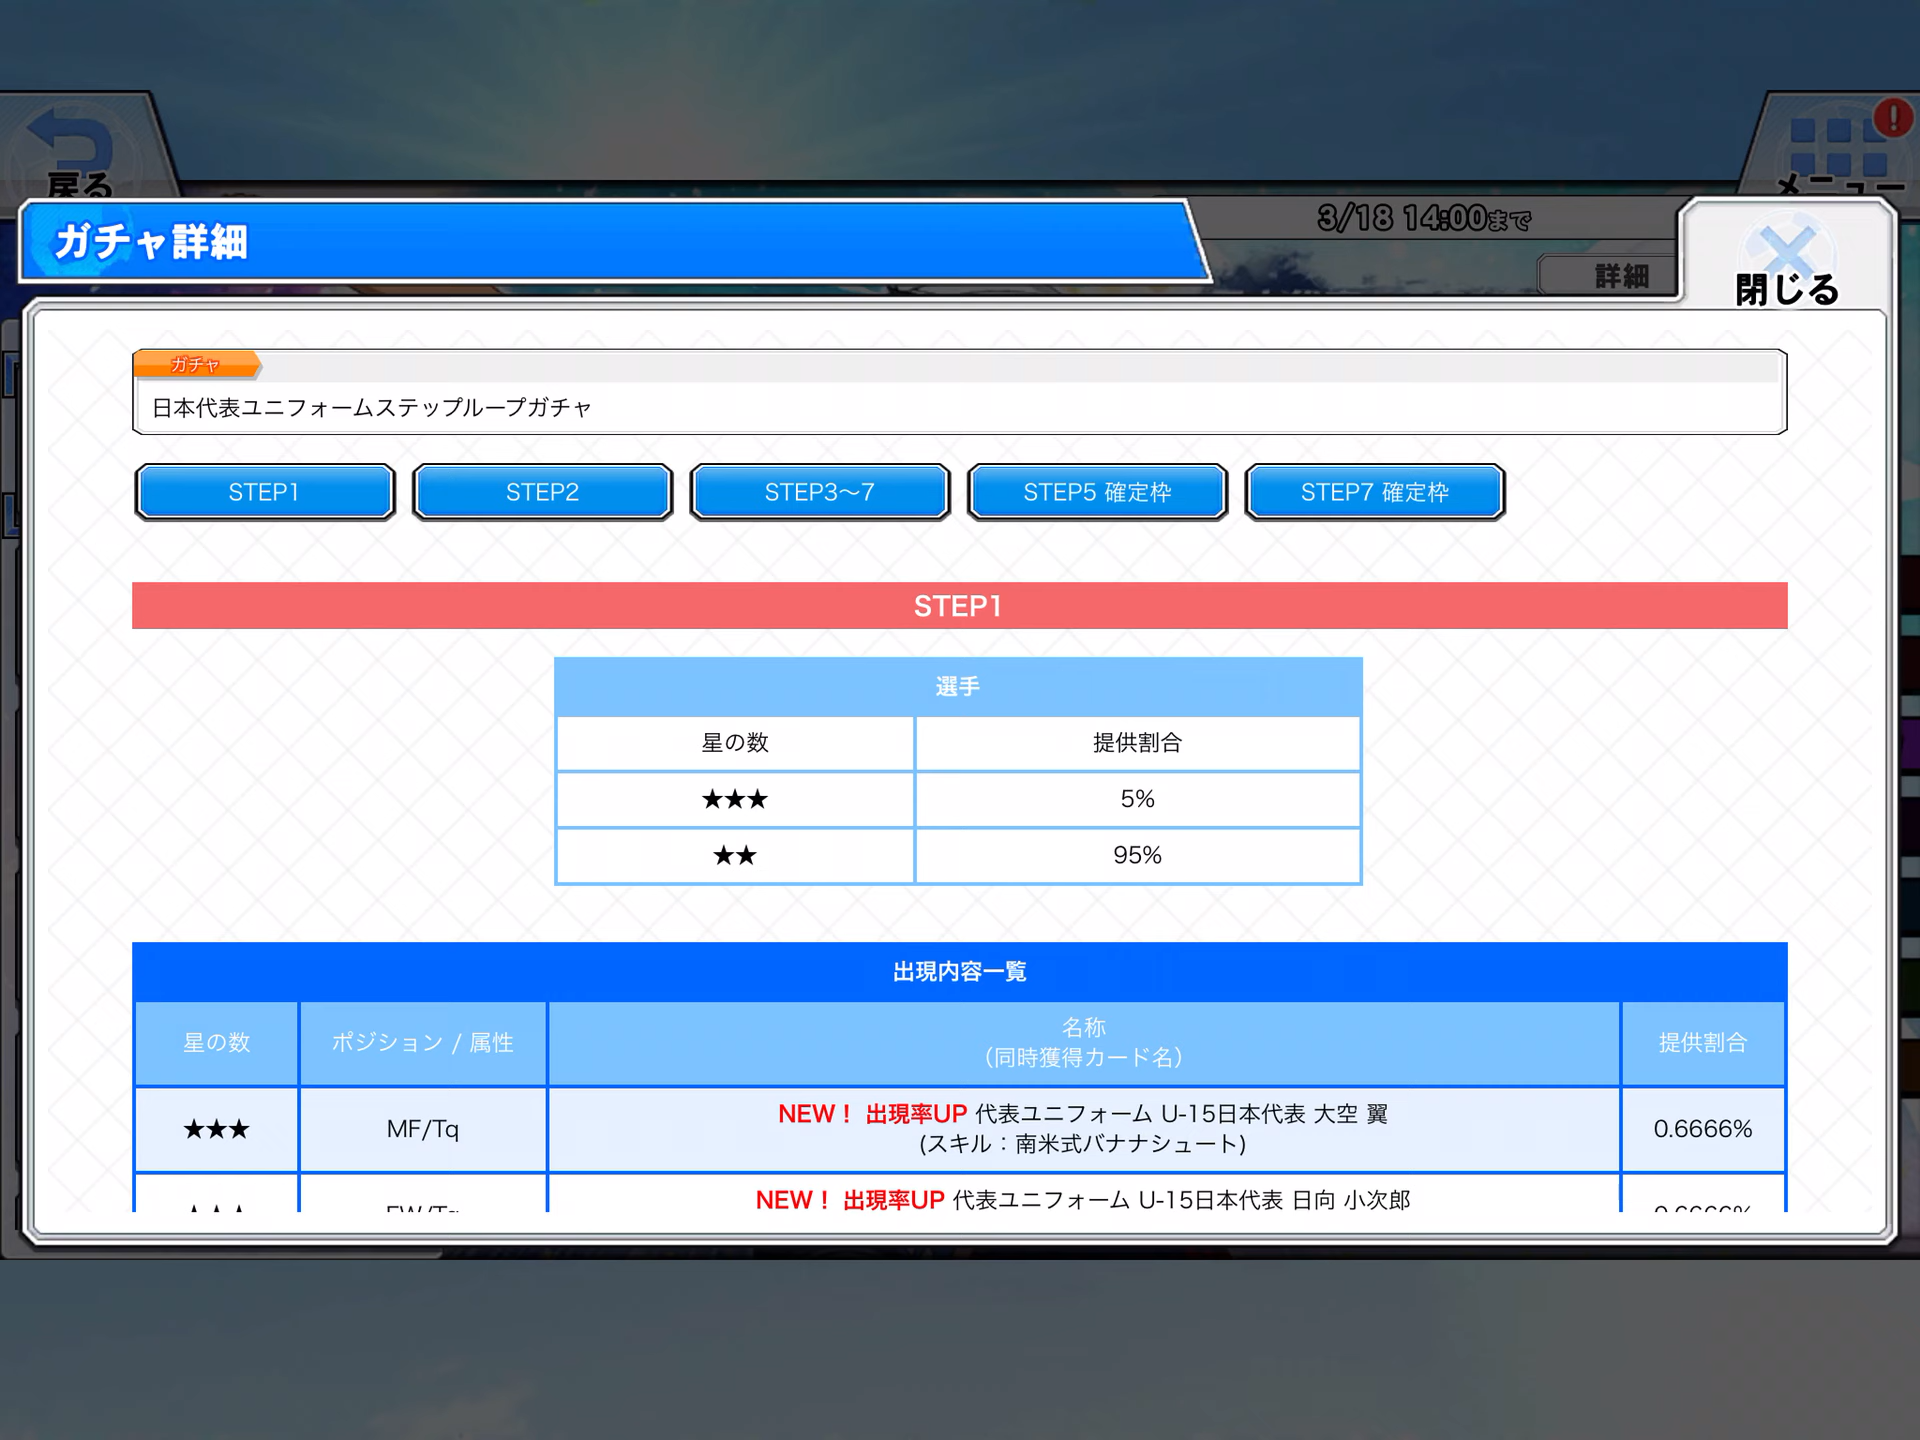 戻る
メニュー
3/18 14:00まで
ガチャ詳細
詳細
閉じる
ガチャ
日本代表ユニフォームステップループガチャ
STEP1
STEP2
STEP3〜7
STEP5 確定枠
STEP7 確定枠
STEP1
選手
星の数 提供割合
★★★ 5%
★★ 95%
出現内容一覧
星の数 ポジション / 属性 名称 提供割合
(同時獲得カード名)
NEW！ 出現率UP 代表ユニフォーム U-15日本代表 大空 翼
★★★ MF/Tq 0.6666%
(スキル：南米式バナナシュート)
NEW！ 出現率UP 代表ユニフォーム U-15日本代表 日向 小次郎